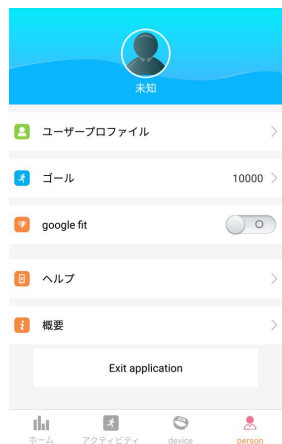 未知
ユーザープロファイル
ゴール 10000
google fit
ヘルプ
概要
Exit application
ホーム アクティビティ device person